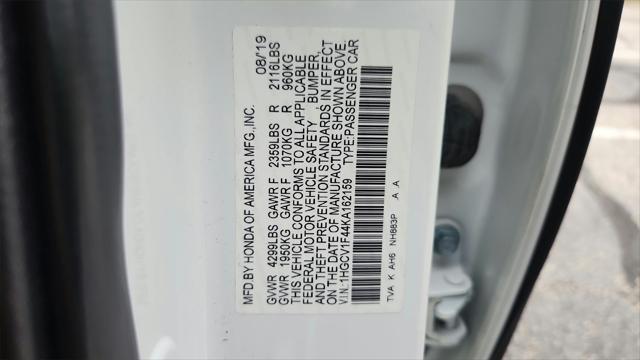 MFD BY HONDA OF AMERICA MFG.,INC. 08/'19
GVWR 4299LBS GAWR F 2359LBS R 2116LBS
GVWR 1950KG GAWR F 1070KG R 960KG
THIS VEHICLE CONFORMS TO ALL APPLICABLE
FEDERAL MOTOR VEHICLE SAFETY , BUMPER,
AND THEFT PREVENTION STANDARDS IN EFFECT
ON THE DATE OF MANUFACTURE SHOWN ABOVE.
V.I.N.:1HGCV1F44KA162159 TYPE:PASSENGER CAR
TVA K AH6 NH883P A A